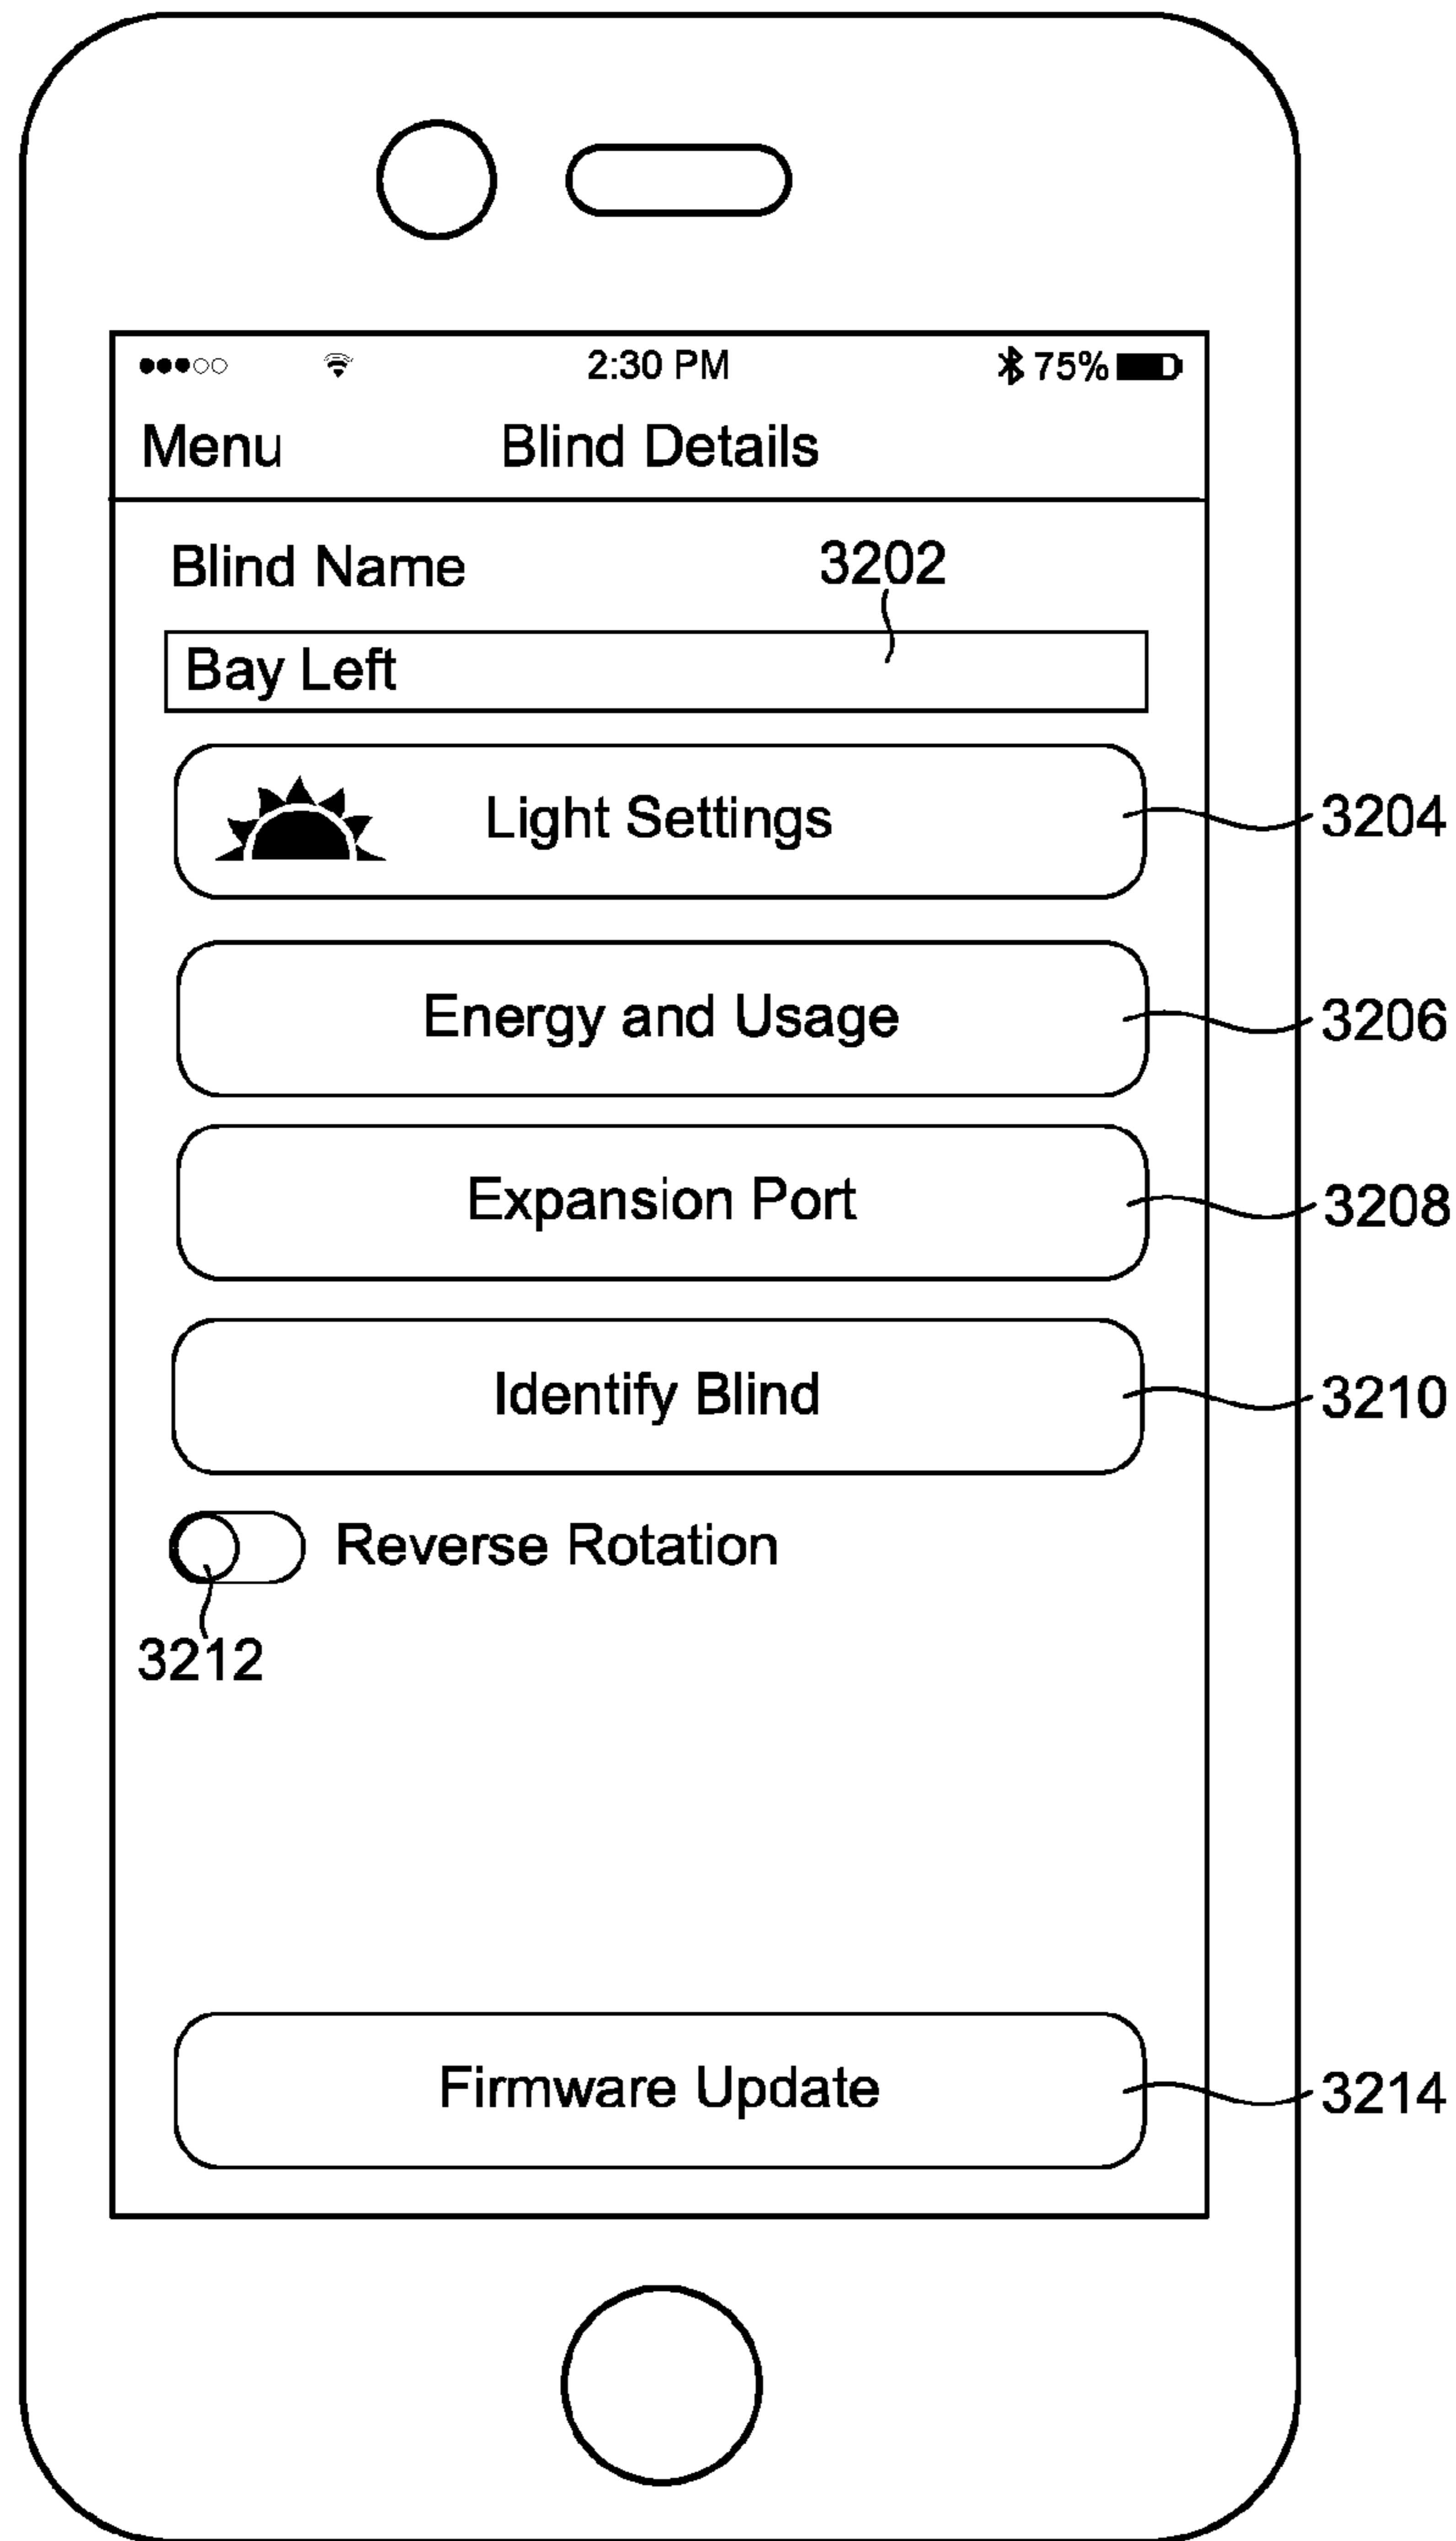 2:30 PM 75%
Menu Blind Details
Blind Name 3202
Bay Left
Light Settings 3204
Energy and Usage 3206
Expansion Port 3208
Identify Blind 3210
Reverse Rotation
3212
Firmware Update 3214